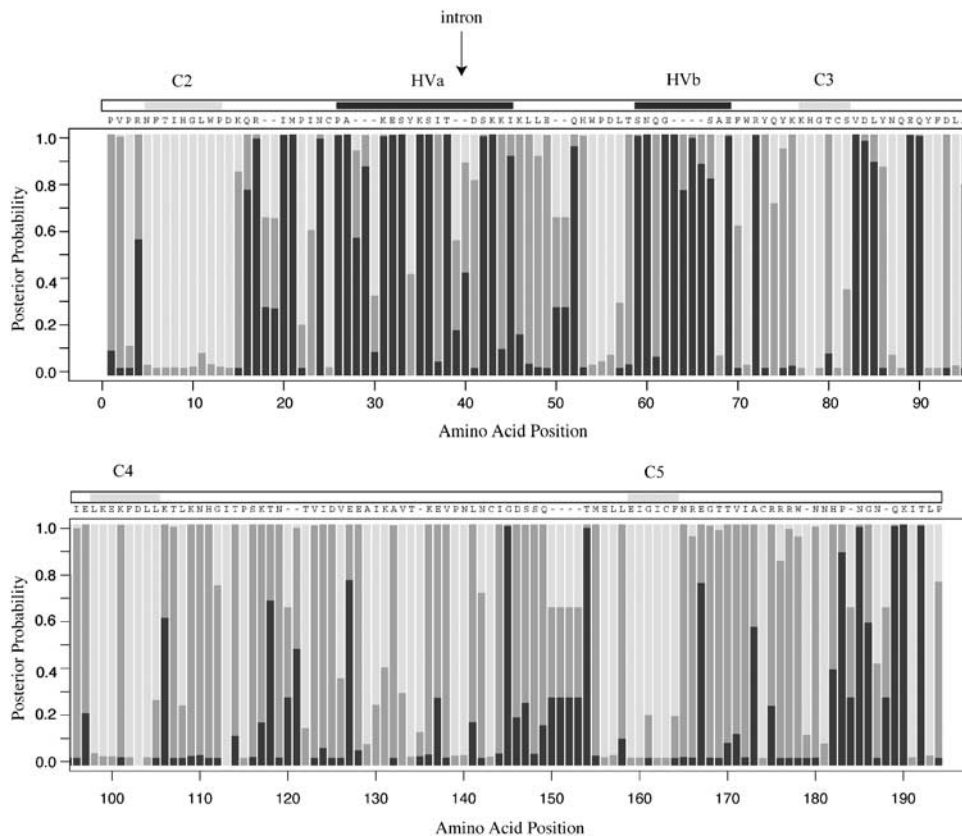 intron
C2 HVa HVb C3
PVPRNFTIHGLWPDKQR--IMPINCPA---KESYKSIT--DSKKIKLLE--QHWPDLTSNQG----SAEFWRYQYKKHGTCSVDLYNQEQYFDL
Posterior Probability
1.0
0.8
0.6
0.4
0.2
0.0
0 10 20 30 40 50 60 70 80 90
Amino Acid Position
C4 C5
IELKEKFDLLKTLKNHGITPSKTN--TVIDVEEAIKAVT-KEVPNLNCIGDSSQ----TMELLEIGICFNREGTTVIACRRRW-NNHP-NGN-QKITLP
Posterior Probability
1.0
0.8
0.6
0.4
0.2
0.0
100 110 120 130 140 150 160 170 180 190
Amino Acid Position